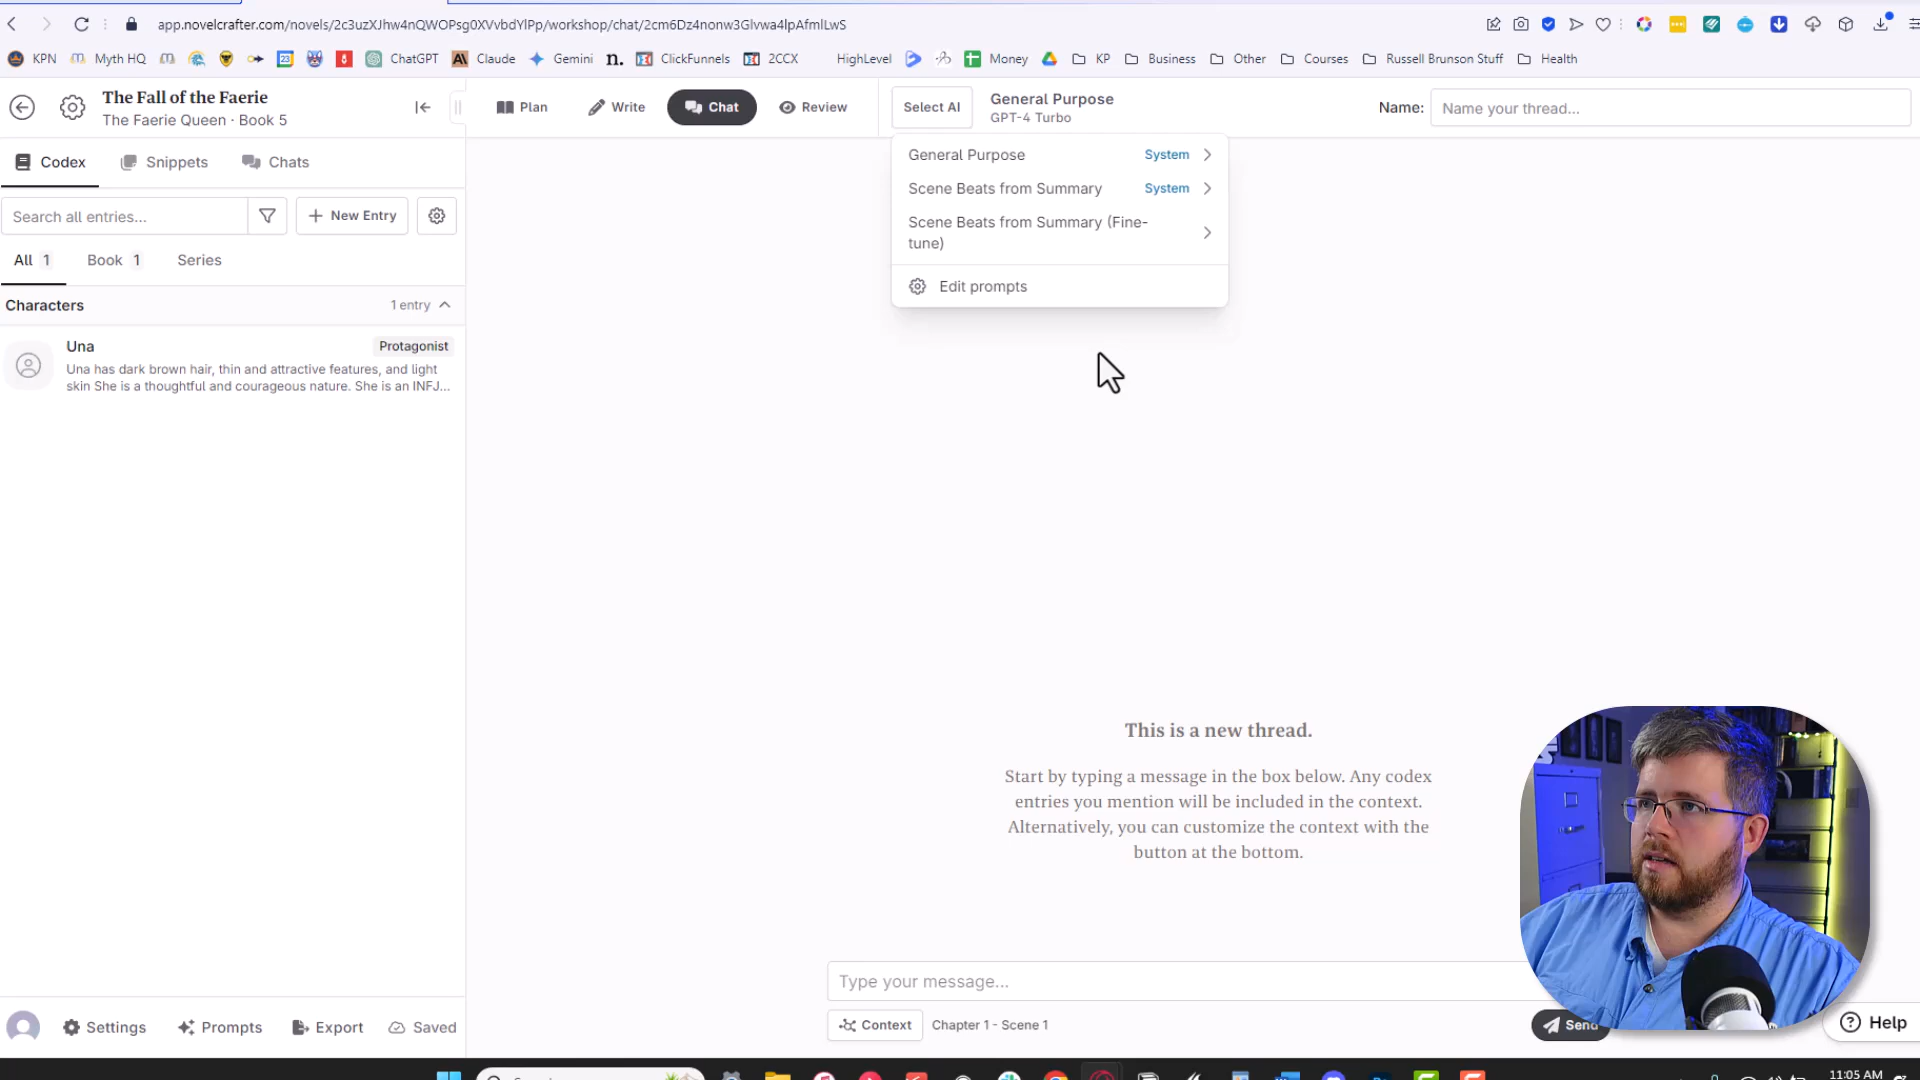 app.novelcrafter.com/novels/2c3uzXJhw4nQWOPsg0XVvbdYlPp/workshop/chat/2cm6Dz4nonw3Glvwa4lpAfmlLwS
KPN Myth HQ ChatGPT Claude Gemini n. ClickFunnels 2CCX HighLevel Money KP Business Other Courses Russell Brunson Stuff Health
The Fall of the Faerie
The Faerie Queen · Book 5
Plan Write Chat Review
Select AI
General Purpose
GPT-4 Turbo
Name: Name your thread...
Codex Snippets Chats
General Purpose System
Scene Beats from Summary System
Scene Beats from Summary (Fine-
tune)
Edit prompts
Search all entries...
New Entry
All 1 Book 1 Series
Characters 1 entry
Una Protagonist
Una has dark brown hair, thin and attractive features, and light
skin She is a thoughtful and courageous nature. She is an INFJ...
This is a new thread.
Start by typing a message in the box below. Any codex
entries you mention will be included in the context.
Alternatively, you can customize the context with the
button at the bottom.
Type your message...
Context Chapter 1 - Scene 1
Send
Help
Settings Prompts Export Saved
11:05 AM